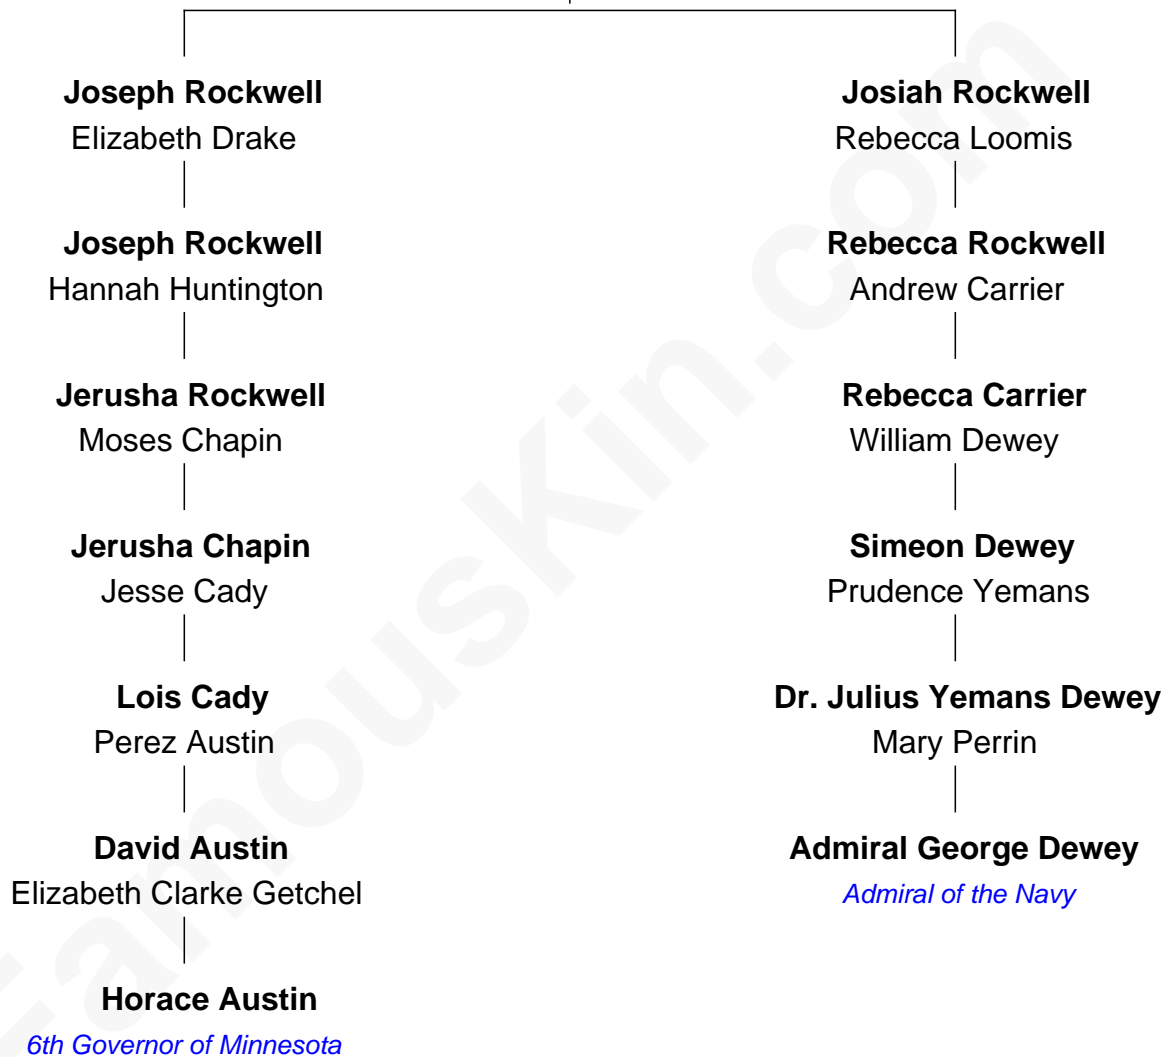 Joseph Rockwell
Elizabeth Drake
Joseph Rockwell
Hannah Huntington
Jerusha Rockwell
Moses Chapin
Jerusha Chapin
Jesse Cady
Lois Cady
Perez Austin
David Austin
Elizabeth Clarke Getchel
Horace Austin
6th Governor of Minnesota
Josiah Rockwell
Rebecca Loomis
Rebecca Rockwell
Andrew Carrier
Rebecca Carrier
William Dewey
Simeon Dewey
Prudence Yemans
Dr. Julius Yemans Dewey
Mary Perrin
Admiral George Dewey
Admiral of the Navy
FamousKin.com